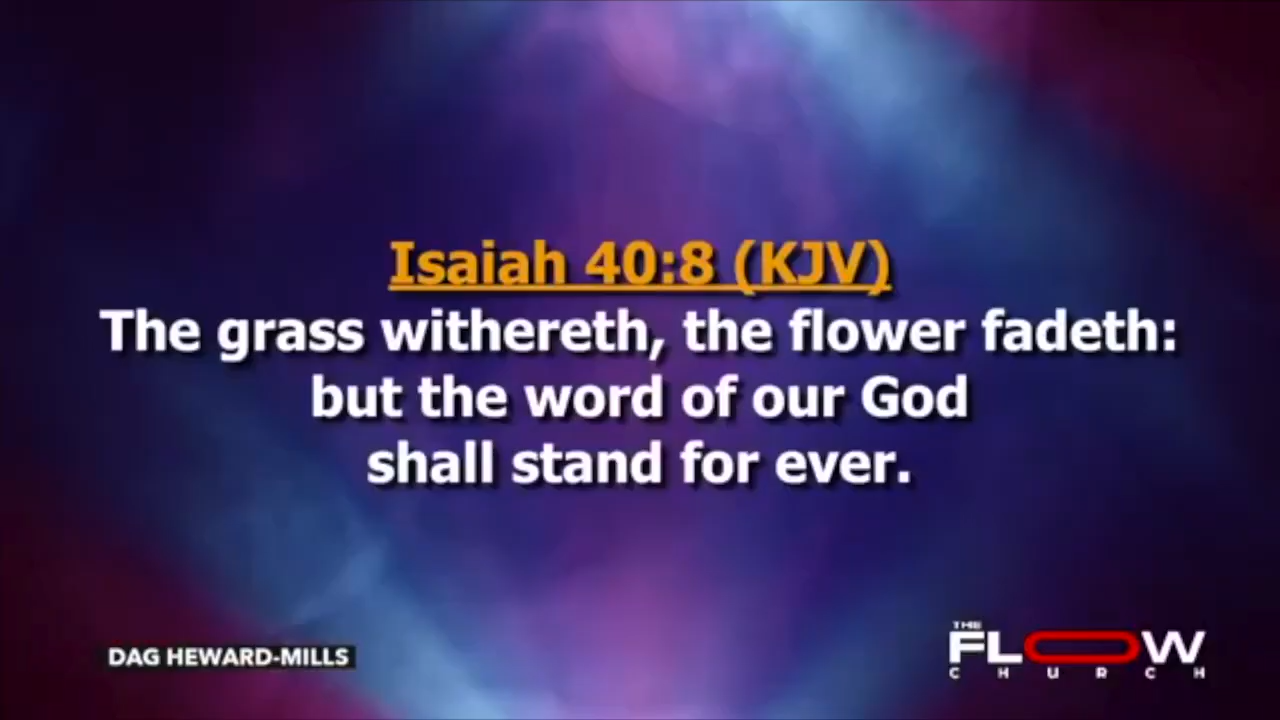 Isaiah 40:8 (KJV)
The grass withereth, the flower fadeth:
but the word of our God
shall stand for ever.
DAG HEWARD-MILLS
THE
FLOW
CHURCH